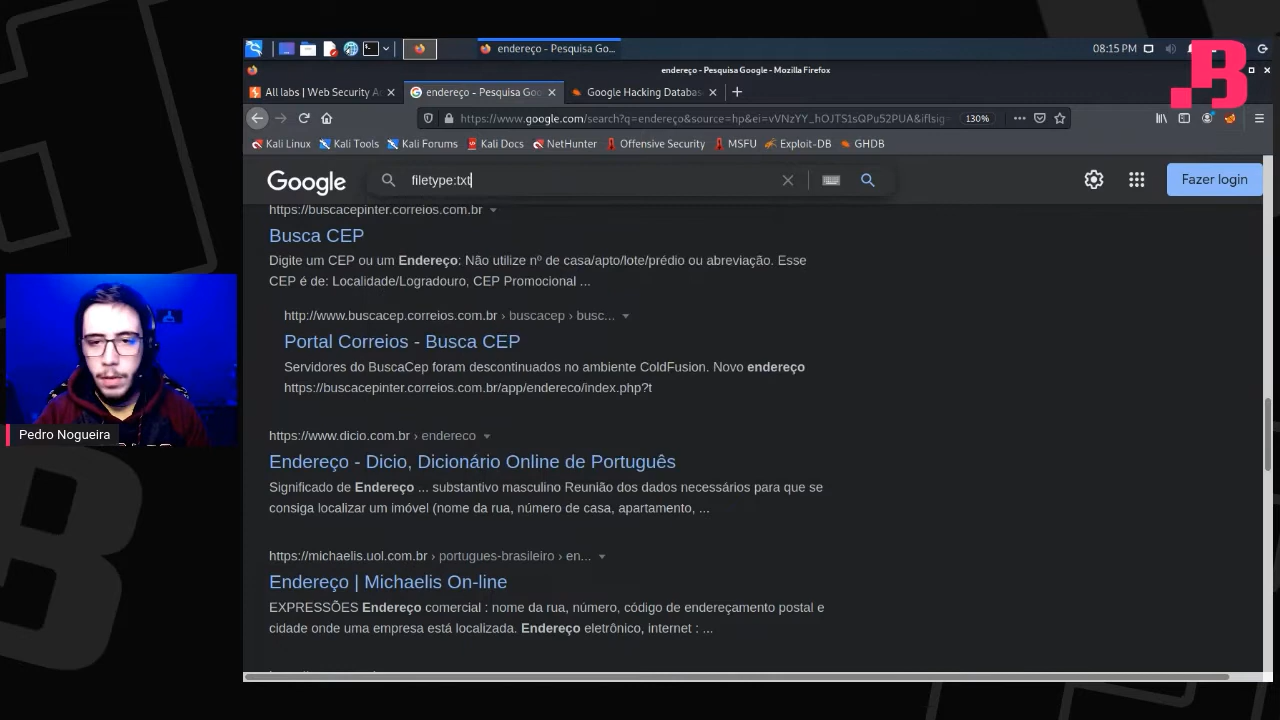 endereço - Pesquisa Go...
08:15 PM
endereço - Pesquisa Google - Mozilla Firefox
All labs | Web Security A
endereço - Pesquisa Goo
Google Hacking Databas
https://www.google.com/search?q=endereço&source=hp&ei=vVNzYY_hOJTS1sQPu52PUA&iflsig
130%
Kali Linux
Kali Tools
Kali Forums
Kali Docs
NetHunter
Offensive Security
MSFU
Exploit-DB
GHDB
Google
filetype:txt
Fazer login
https://buscacepinter.correios.com.br
Busca CEP
Digite um CEP ou um Endereço: Não utilize nº de casa/apto/lote/prédio ou abreviação. Esse
CEP é de: Localidade/Logradouro, CEP Promocional ...
http://www.buscacep.correios.com.br › buscacep › busc...
Portal Correios - Busca CEP
Servidores do BuscaCep foram descontinuados no ambiente ColdFusion. Novo endereço
https://buscacepinter.correios.com.br/app/endereco/index.php?t
https://www.dicio.com.br › endereco
Endereço - Dicio, Dicionário Online de Português
Significado de Endereço ... substantivo masculino Reunião dos dados necessários para que se
consiga localizar um imóvel (nome da rua, número de casa, apartamento, ...
https://michaelis.uol.com.br › portugues-brasileiro › en...
Endereço | Michaelis On-line
EXPRESSÕES Endereço comercial : nome da rua, número, código de endereçamento postal e
cidade onde uma empresa está localizada. Endereço eletrônico, internet : ...
Pedro Nogueira
B